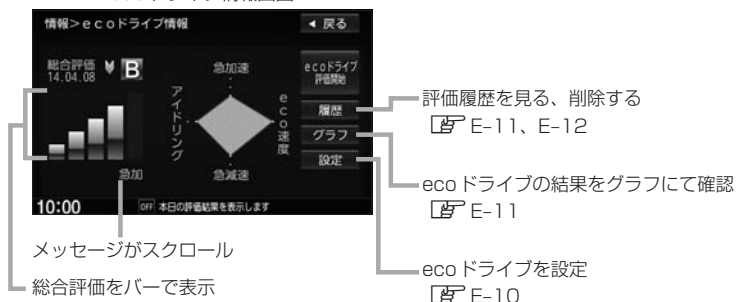 情報>ecoドライブ情報
◀ 戻る
総合評価
14.04.08
B
急加速
アイドリング
eco速度
急減速
ecoドライブ
評価開始
履歴
グラフ
設定
急加
10:00
OFF 本日の評価結果を表示します
評価履歴を見る、削除する
E-11、E-12
ecoドライブの結果をグラフにて確認
E-11
ecoドライブを設定
E-10
メッセージがスクロール
総合評価をバーで表示